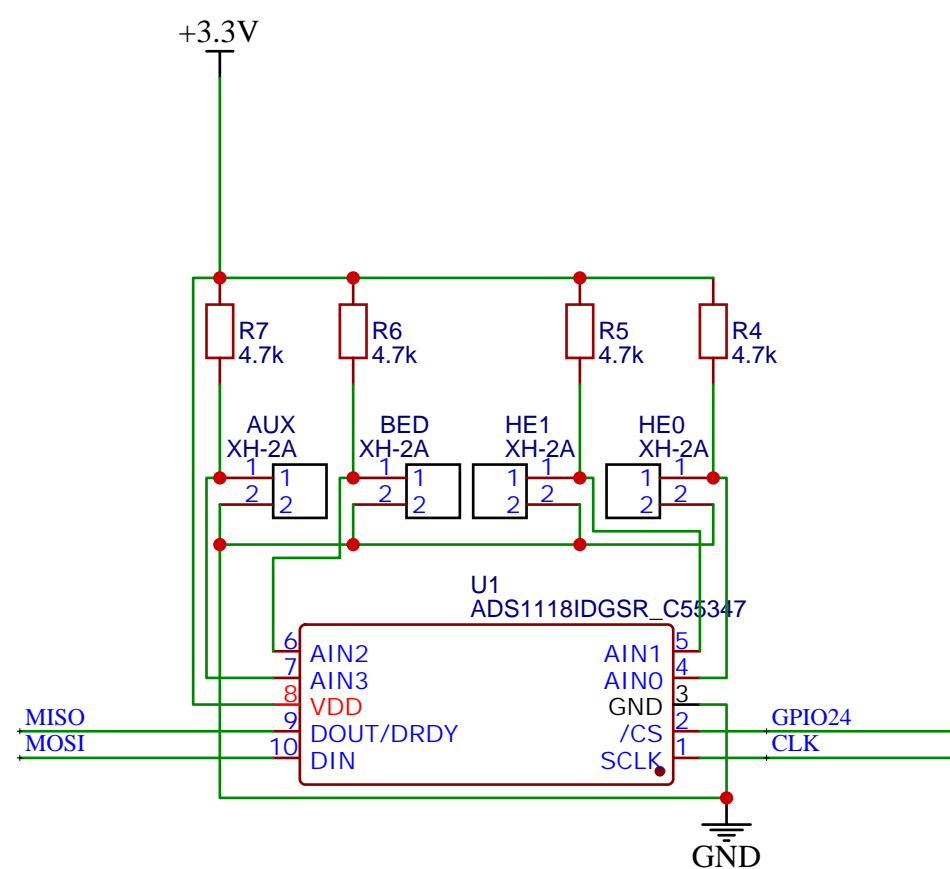 +3.3V
R7
4.7k
R6
4.7k
R5
4.7k
R4
4.7k
AUX
XH-2A
1
2
1
2
BED
XH-2A
1
2
1
2
HE1
XH-2A
1
2
1
2
HE0
XH-2A
1
2
1
2
U1
ADS1118IDGSR_C55347
6 AIN2
7 AIN3
8 VDD
MISO 9 DOUT/DRDY
MOSI 10 DIN
AIN1 5
AIN0 4
GND 3
/CS 2 GPIO24
SCLK 1 CLK
GND